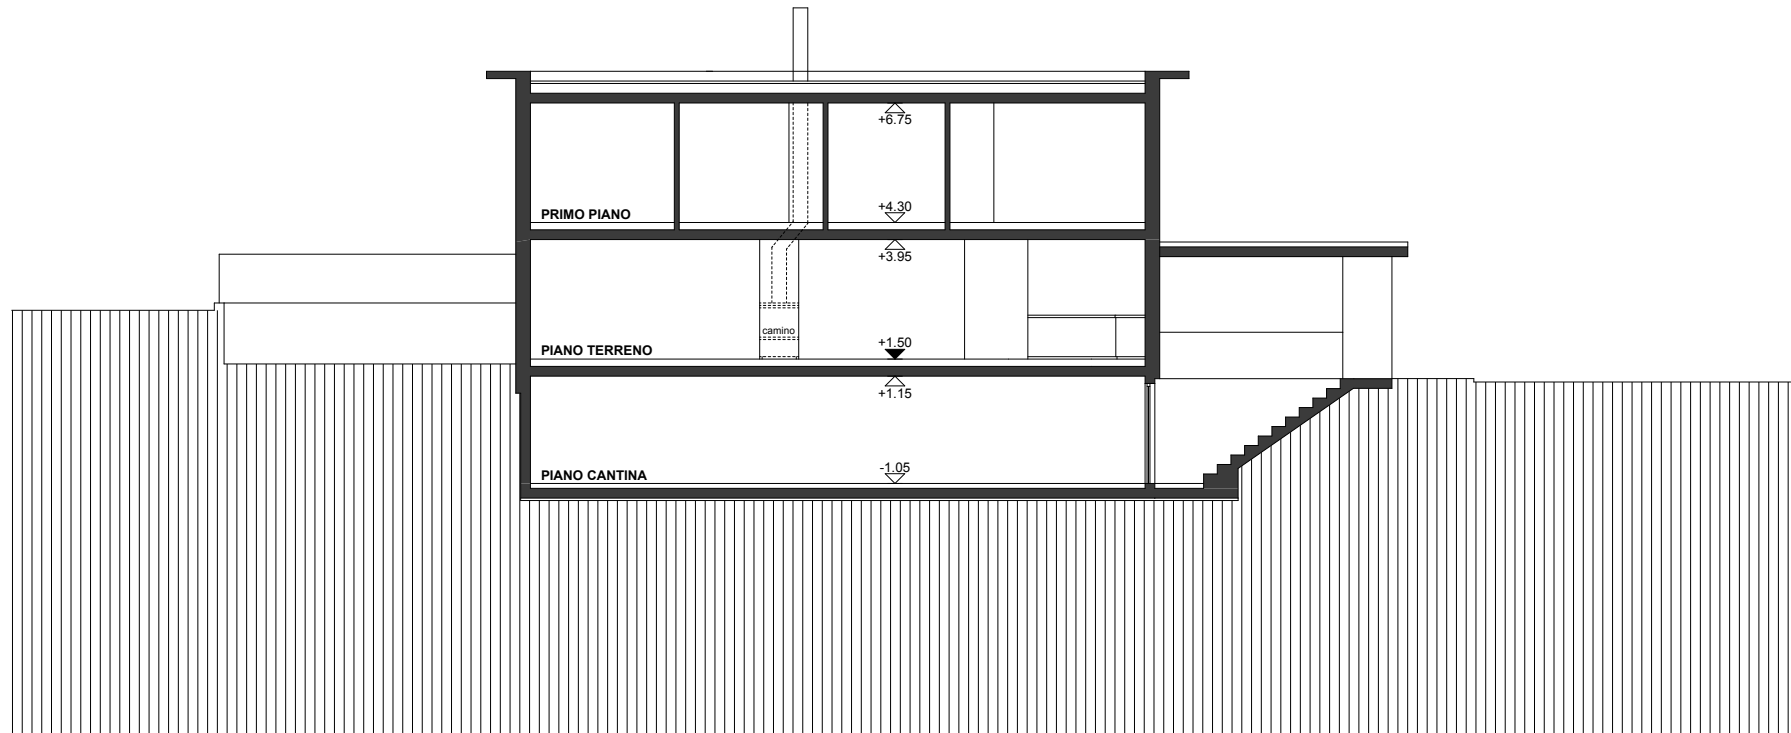 +6.75
+4.30
PRIMO PIANO
+3.95
camino
+1.50
PIANO TERRENO
+1.15
-1.05
PIANO CANTINA